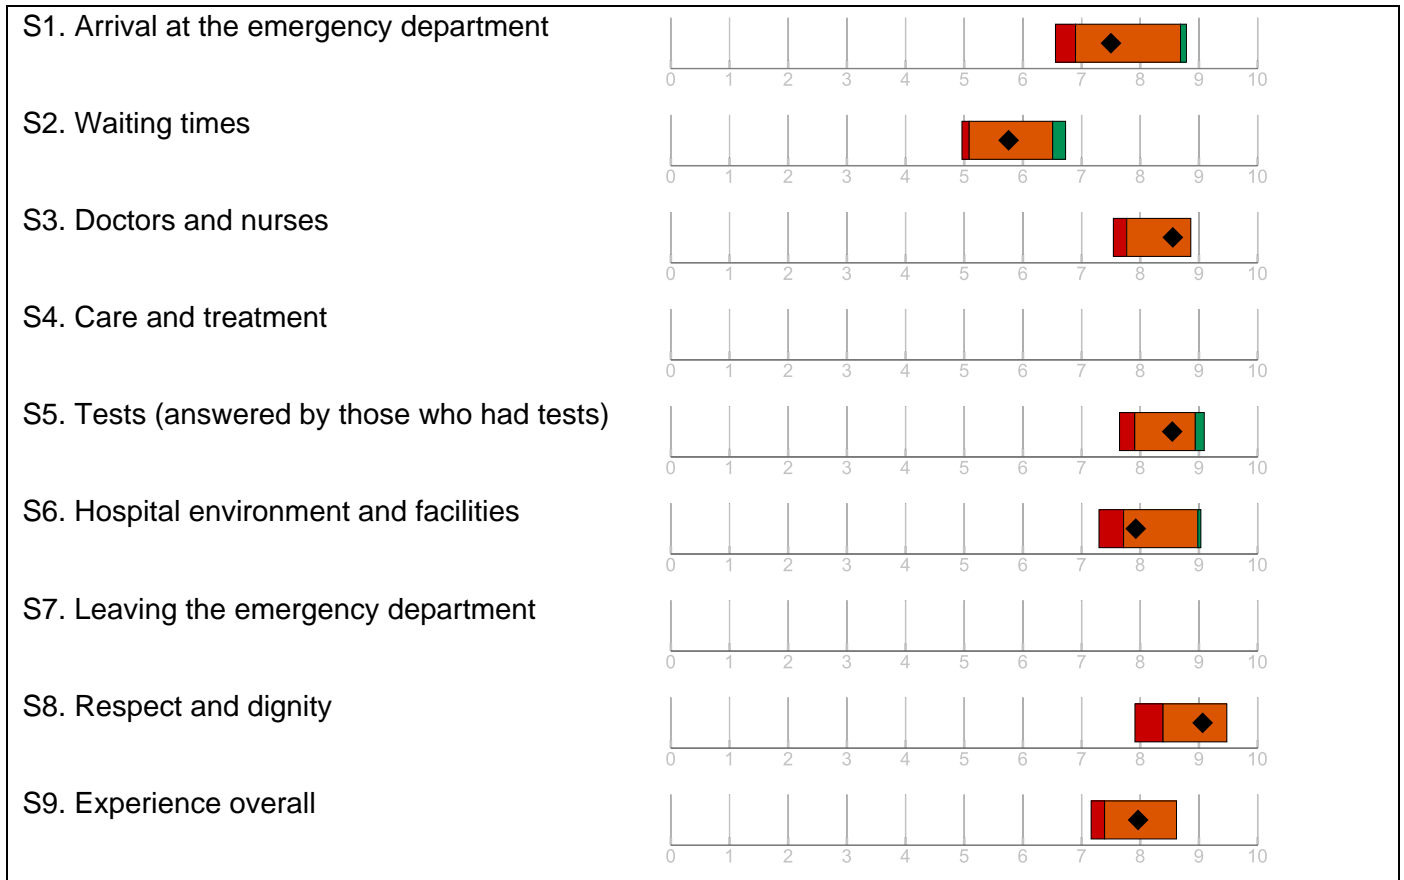 S1. Arrival at the emergency department
0 1 2 3 4 5 6 7 8 9 10
S2. Waiting times
0 1 2 3 4 5 6 7 8 9 10
S3. Doctors and nurses
0 1 2 3 4 5 6 7 8 9 10
S4. Care and treatment
0 1 2 3 4 5 6 7 8 9 10
S5. Tests (answered by those who had tests)
0 1 2 3 4 5 6 7 8 9 10
S6. Hospital environment and facilities
0 1 2 3 4 5 6 7 8 9 10
S7. Leaving the emergency department
0 1 2 3 4 5 6 7 8 9 10
S8. Respect and dignity
0 1 2 3 4 5 6 7 8 9 10
S9. Experience overall
0 1 2 3 4 5 6 7 8 9 10